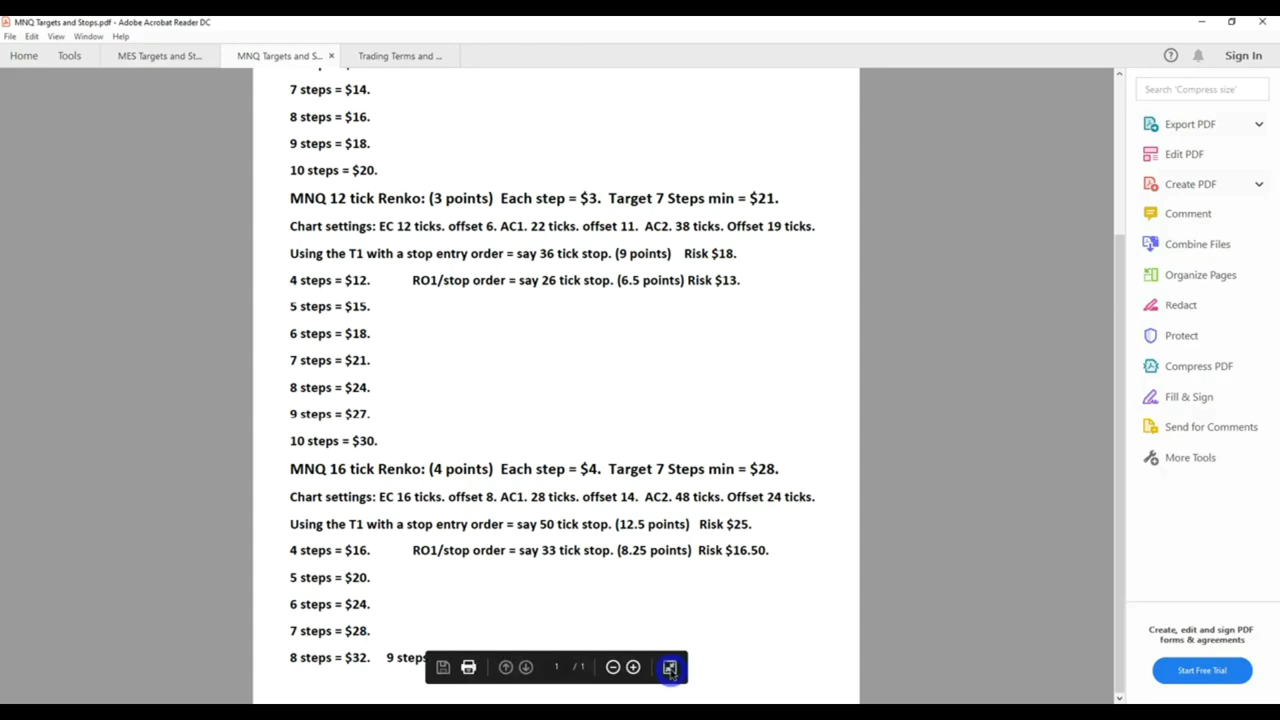 MNQ Targets and Stops.pdf - Adobe Acrobat Reader DC
File Edit View Window Help
Home Tools MES Targets and St... MNQ Targets and S... × Trading Terms and ... Sign In
7 steps = $14.
8 steps = $16.
9 steps = $18.
10 steps = $20.
MNQ 12 tick Renko: (3 points) Each step = $3. Target 7 Steps min = $21.
Chart settings: EC 12 ticks. offset 6. AC1. 22 ticks. offset 11. AC2. 38 ticks. Offset 19 ticks.
Using the T1 with a stop entry order = say 36 tick stop. (9 points) Risk $18.
4 steps = $12. RO1/stop order = say 26 tick stop. (6.5 points) Risk $13.
5 steps = $15.
6 steps = $18.
7 steps = $21.
8 steps = $24.
9 steps = $27.
10 steps = $30.
MNQ 16 tick Renko: (4 points) Each step = $4. Target 7 Steps min = $28.
Chart settings: EC 16 ticks. offset 8. AC1. 28 ticks. offset 14. AC2. 48 ticks. Offset 24 ticks.
Using the T1 with a stop entry order = say 50 tick stop. (12.5 points) Risk $25.
4 steps = $16. RO1/stop order = say 33 tick stop. (8.25 points) Risk $16.50.
5 steps = $20.
6 steps = $24.
7 steps = $28.
8 steps = $32. 9 steps
1 / 1
Search 'Compress size'
Export PDF
Edit PDF
Create PDF
Comment
Combine Files
Organize Pages
Redact
Protect
Compress PDF
Fill & Sign
Send for Comments
More Tools
Create, edit and sign PDF
forms & agreements
Start Free Trial